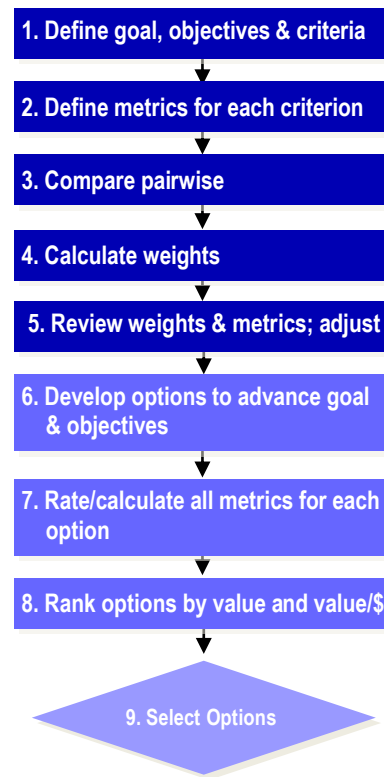 1. Define goal, objectives & criteria
2. Define metrics for each criterion
3. Compare pairwise
4. Calculate weights
5. Review weights & metrics; adjust
6. Develop options to advance goal
& objectives
7. Rate/calculate all metrics for each
option
8. Rank options by value and value/$
9. Select Options